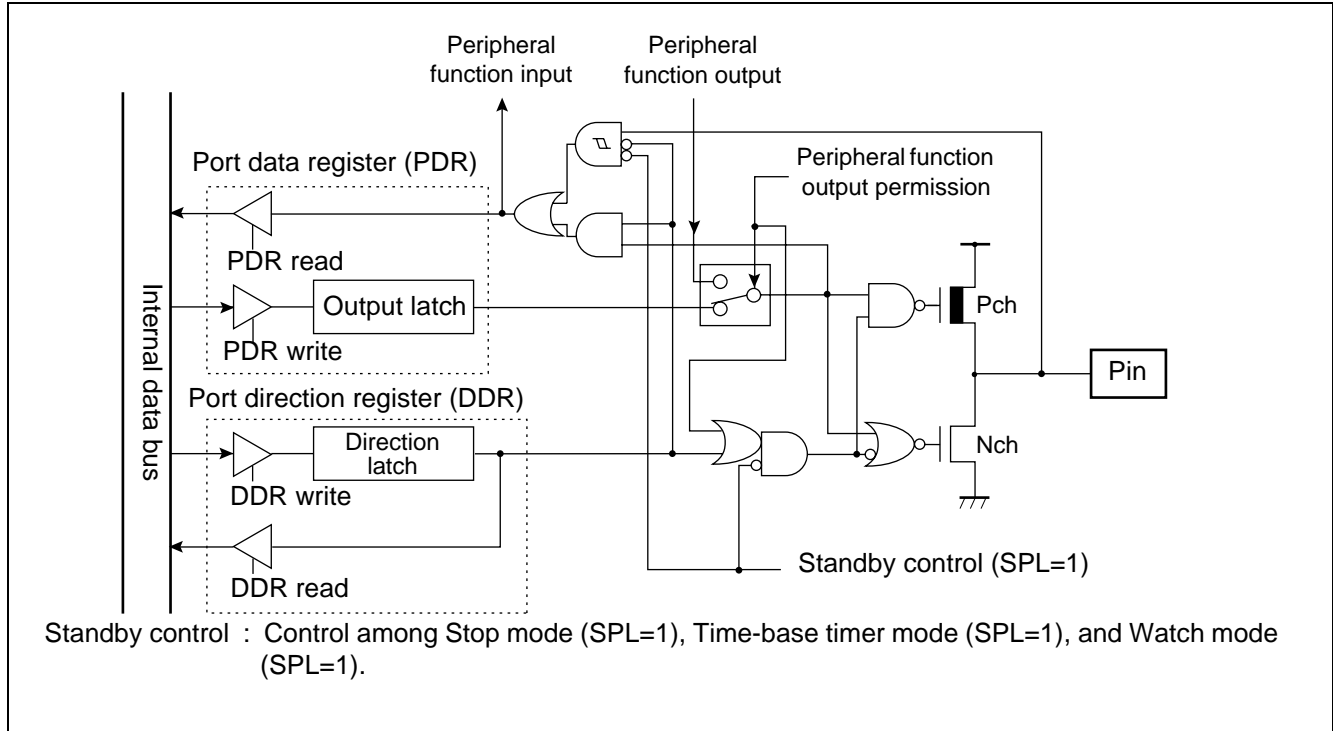 Peripheral
function input
Peripheral
function output
Port data register (PDR)
Peripheral function
output permission
PDR read
Output latch
PDR write
Pch
Pin
Internal data bus
Port direction register (DDR)
Direction
latch
Nch
DDR write
Standby control (SPL=1)
DDR read
Standby control : Control among Stop mode (SPL=1), Time-base timer mode (SPL=1), and Watch mode
(SPL=1).